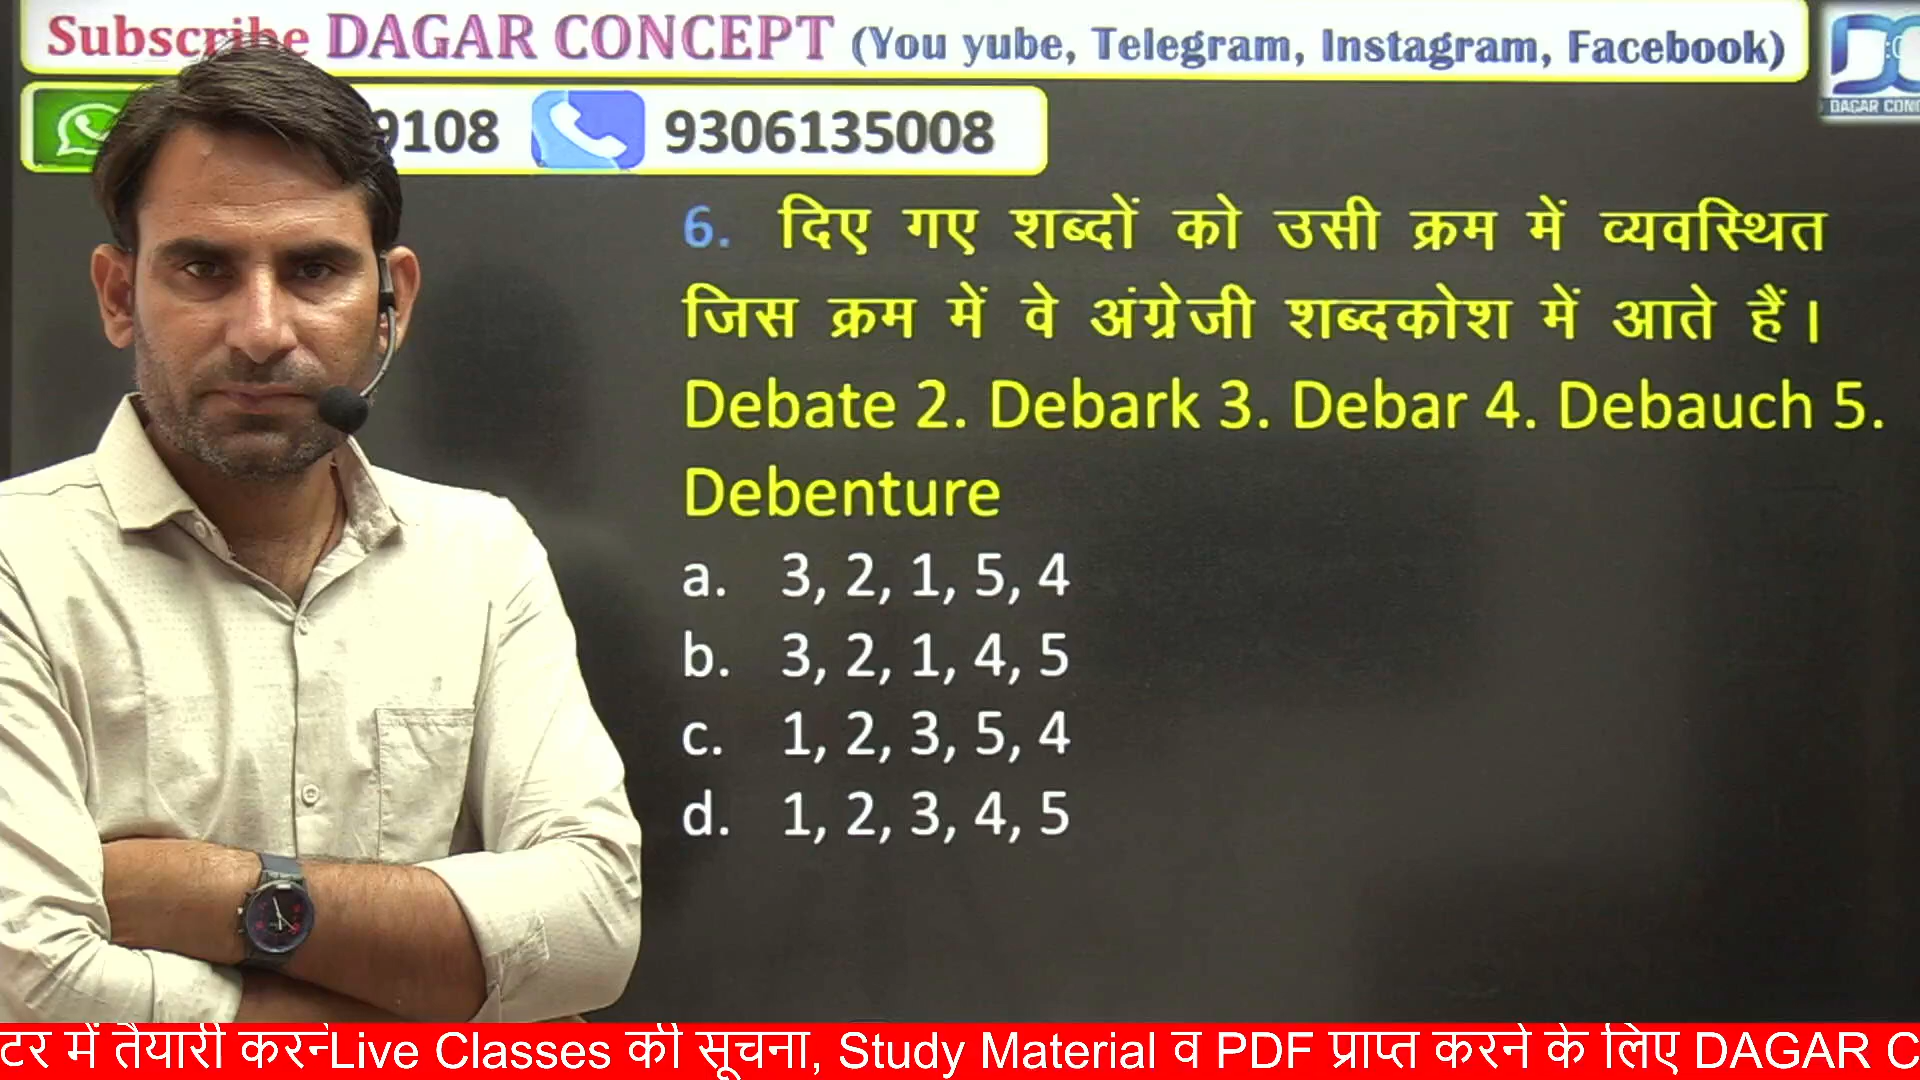 Subscribe DAGAR CONCEPT (You yube, Telegram, Instagram, Facebook)
9108 9306135008
DAGAR
6. दिए गए शब्दों को उसी क्रम में व्यवस्थित
जिस क्रम में वे अंग्रेजी शब्दकोश में आते हैं।
Debate 2. Debark 3. Debar 4. Debauch 5.
Debenture
a. 3, 2, 1, 5, 4
b. 3, 2, 1, 4, 5
c. 1, 2, 3, 5, 4
d. 1, 2, 3, 4, 5
टर में तैयारी करने Live Classes की सूचना, Study Material व PDF प्राप्त करने के लिए DAGAR C